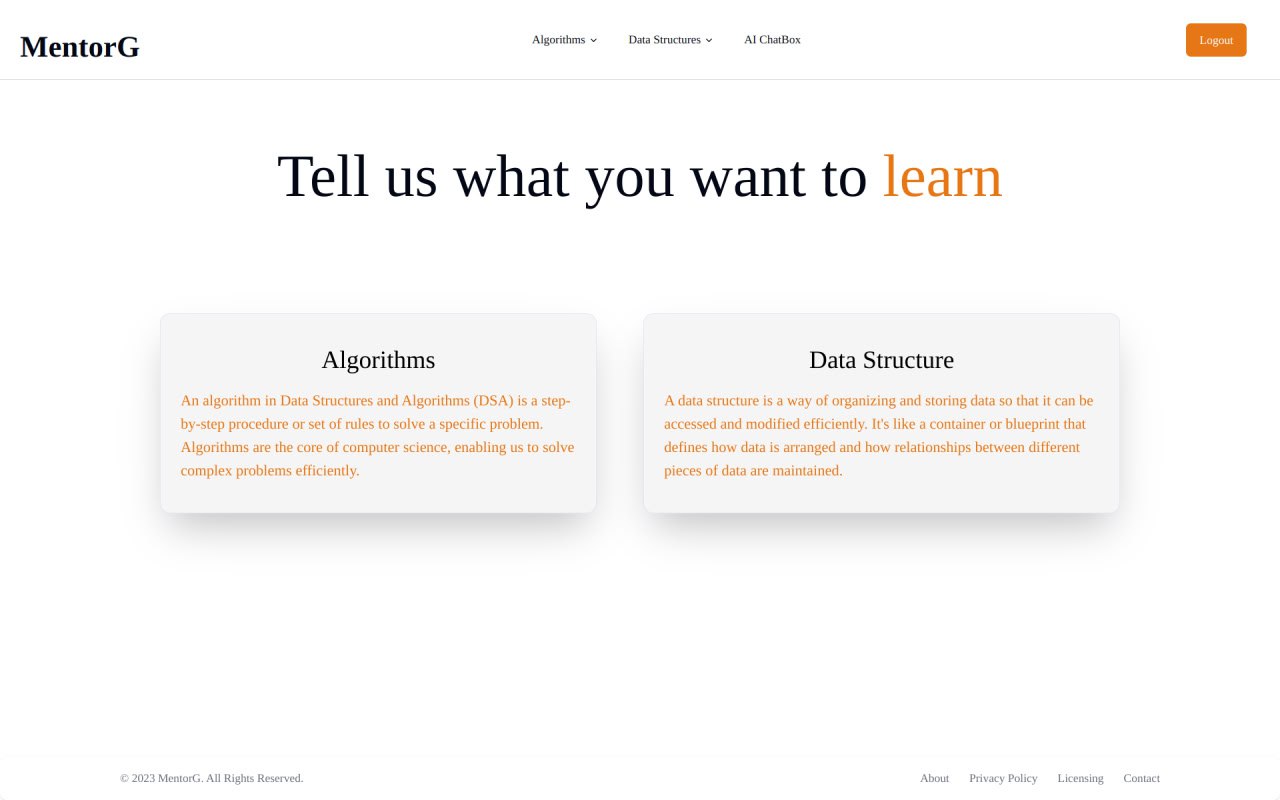 MentorG
Algorithms
Data Structures
AI ChatBox
Logout
Tell us what you want to learn
Algorithms
An algorithm in Data Structures and Algorithms (DSA) is a step-
by-step procedure or set of rules to solve a specific problem.
Algorithms are the core of computer science, enabling us to solve
complex problems efficiently.
Data Structure
A data structure is a way of organizing and storing data so that it can be
accessed and modified efficiently. It's like a container or blueprint that
defines how data is arranged and how relationships between different
pieces of data are maintained.
© 2023 MentorG. All Rights Reserved.
About
Privacy Policy
Licensing
Contact